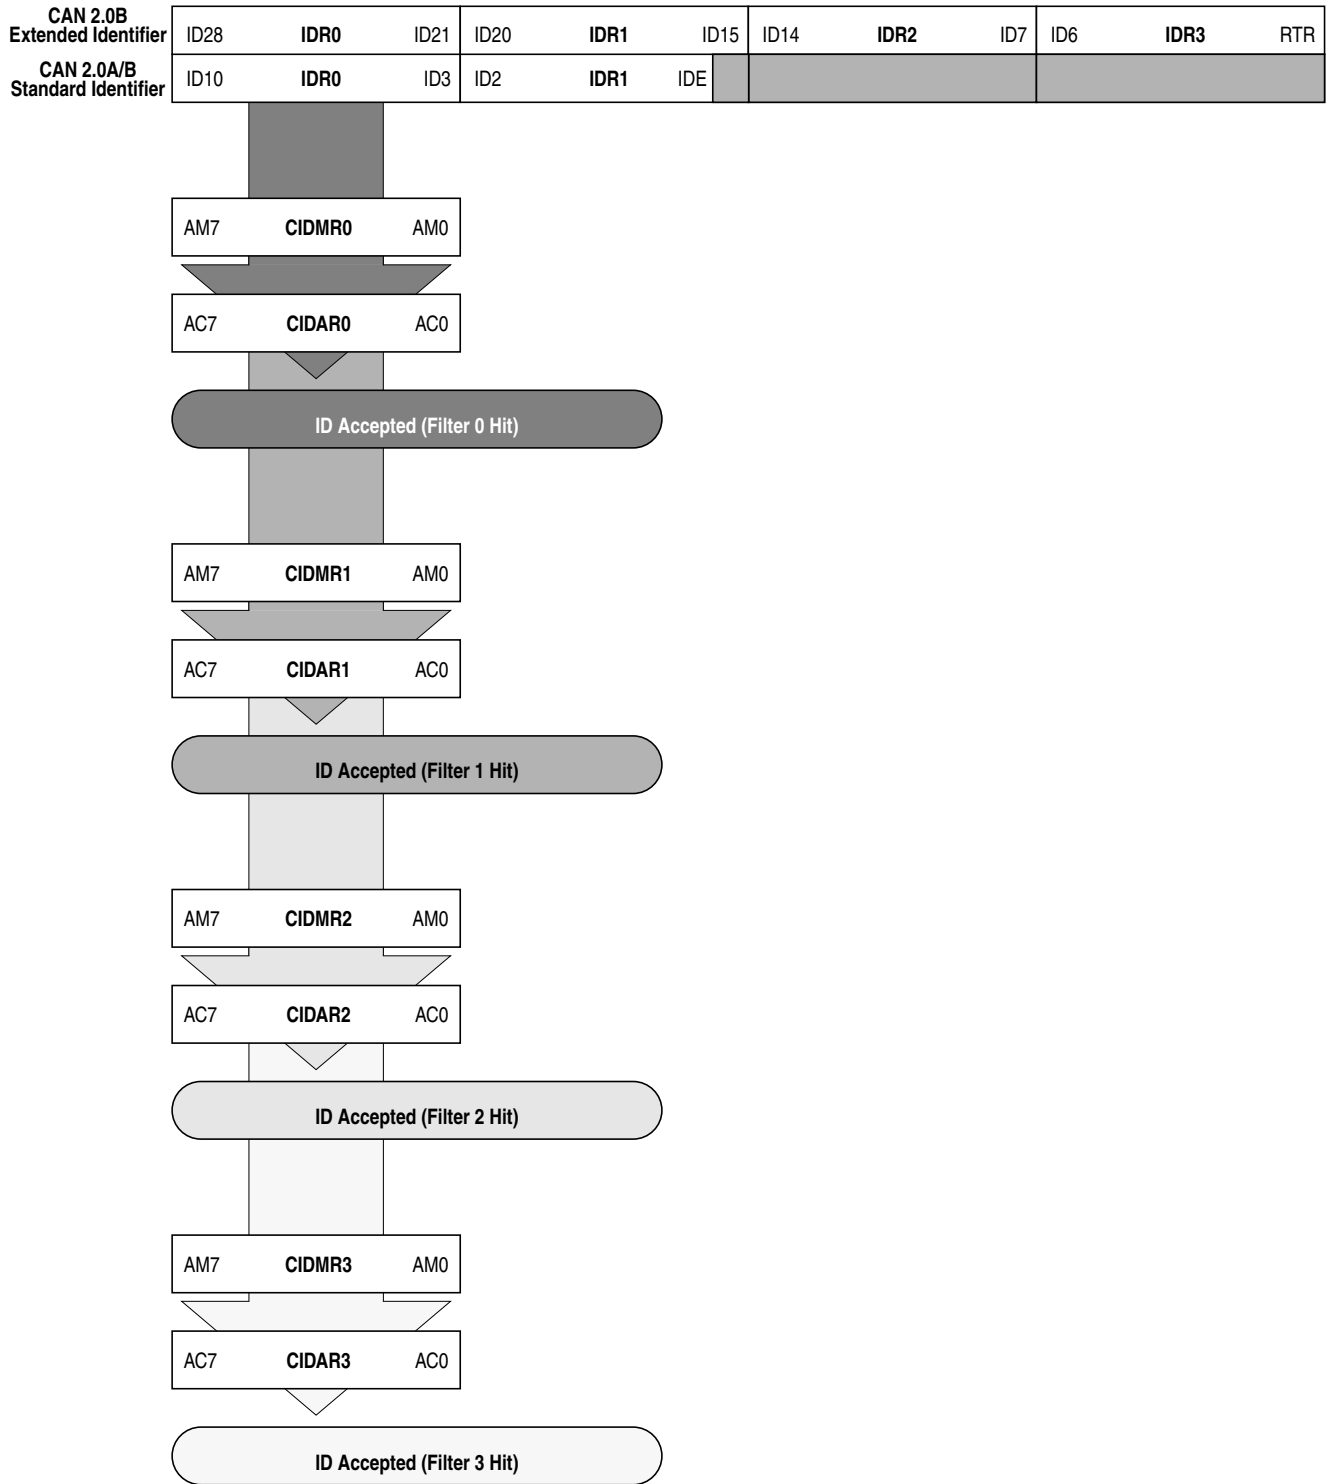 CAN 2.0B
Extended Identifier
ID28 IDR0 ID21 ID20 IDR1 ID15 ID14 IDR2 ID7 ID6 IDR3 RTR
CAN 2.0A/B
Standard Identifier
ID10 IDR0 ID3 ID2 IDR1 IDE
AM7 CIDMR0 AM0
AC7 CIDAR0 AC0
ID Accepted (Filter 0 Hit)
AM7 CIDMR1 AM0
AC7 CIDAR1 AC0
ID Accepted (Filter 1 Hit)
AM7 CIDMR2 AM0
AC7 CIDAR2 AC0
ID Accepted (Filter 2 Hit)
AM7 CIDMR3 AM0
AC7 CIDAR3 AC0
ID Accepted (Filter 3 Hit)